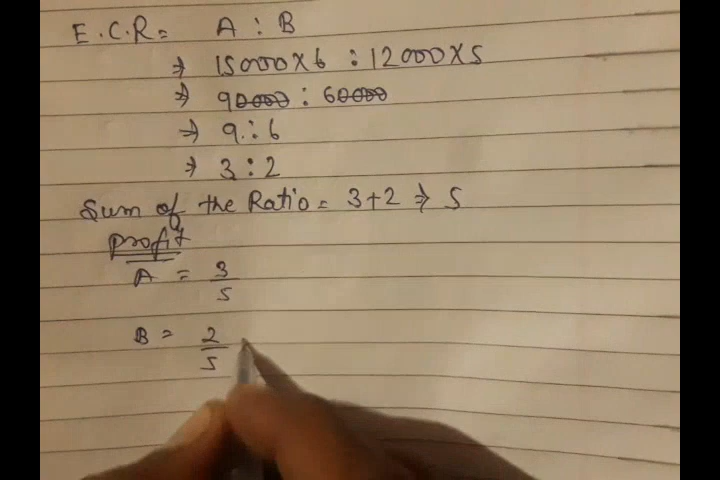 E.C.R= A : B
⇒ 15000×6 : 12000×5
⇒ 90000 : 60000
⇒ 9 : 6
⇒ 3 : 2
Sum of the Ratio = 3+2 ⇒ 5
Profit
A = 3/5
B = 2/5